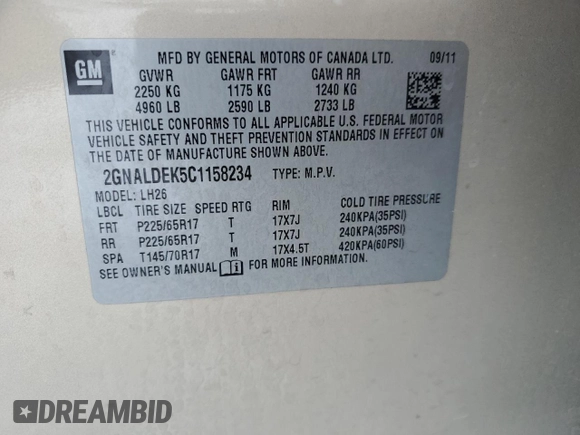 GM
MFD BY GENERAL MOTORS OF CANADA LTD. 09/11
GVWR GAWR FRT GAWR RR
2250 KG 1175 KG 1240 KG
4960 LB 2590 LB 2733 LB
THIS VEHICLE CONFORMS TO ALL APPLICABLE U.S. FEDERAL MOTOR
VEHICLE SAFETY AND THEFT PREVENTION STANDARDS IN EFFECT ON
THE DATE OF MANUFACTURE SHOWN ABOVE.
2GNALDEK5C1158234 TYPE: M.P.V.
MODEL: LH26
LBCL TIRE SIZE SPEED RTG RIM COLD TIRE PRESSURE
FRT P225/65R17 T 17X7J 240KPA(35PSI)
RR P225/65R17 T 17X7J 240KPA(35PSI)
SPA T145/70R17 M 17X4.5T 420KPA(60PSI)
SEE OWNER'S MANUAL FOR MORE INFORMATION.
DREAMBID